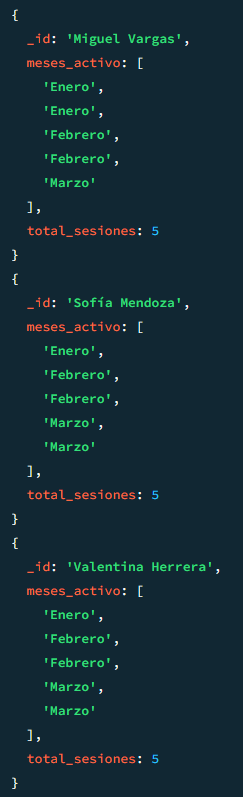 {
  _id: 'Miguel Vargas',
  meses_activo: [
    'Enero',
    'Enero',
    'Febrero',
    'Febrero',
    'Marzo'
  ],
  total_sesiones: 5
}
{
  _id: 'Sofía Mendoza',
  meses_activo: [
    'Enero',
    'Febrero',
    'Febrero',
    'Marzo',
    'Marzo'
  ],
  total_sesiones: 5
}
{
  _id: 'Valentina Herrera',
  meses_activo: [
    'Enero',
    'Febrero',
    'Febrero',
    'Marzo',
    'Marzo'
  ],
  total_sesiones: 5
}